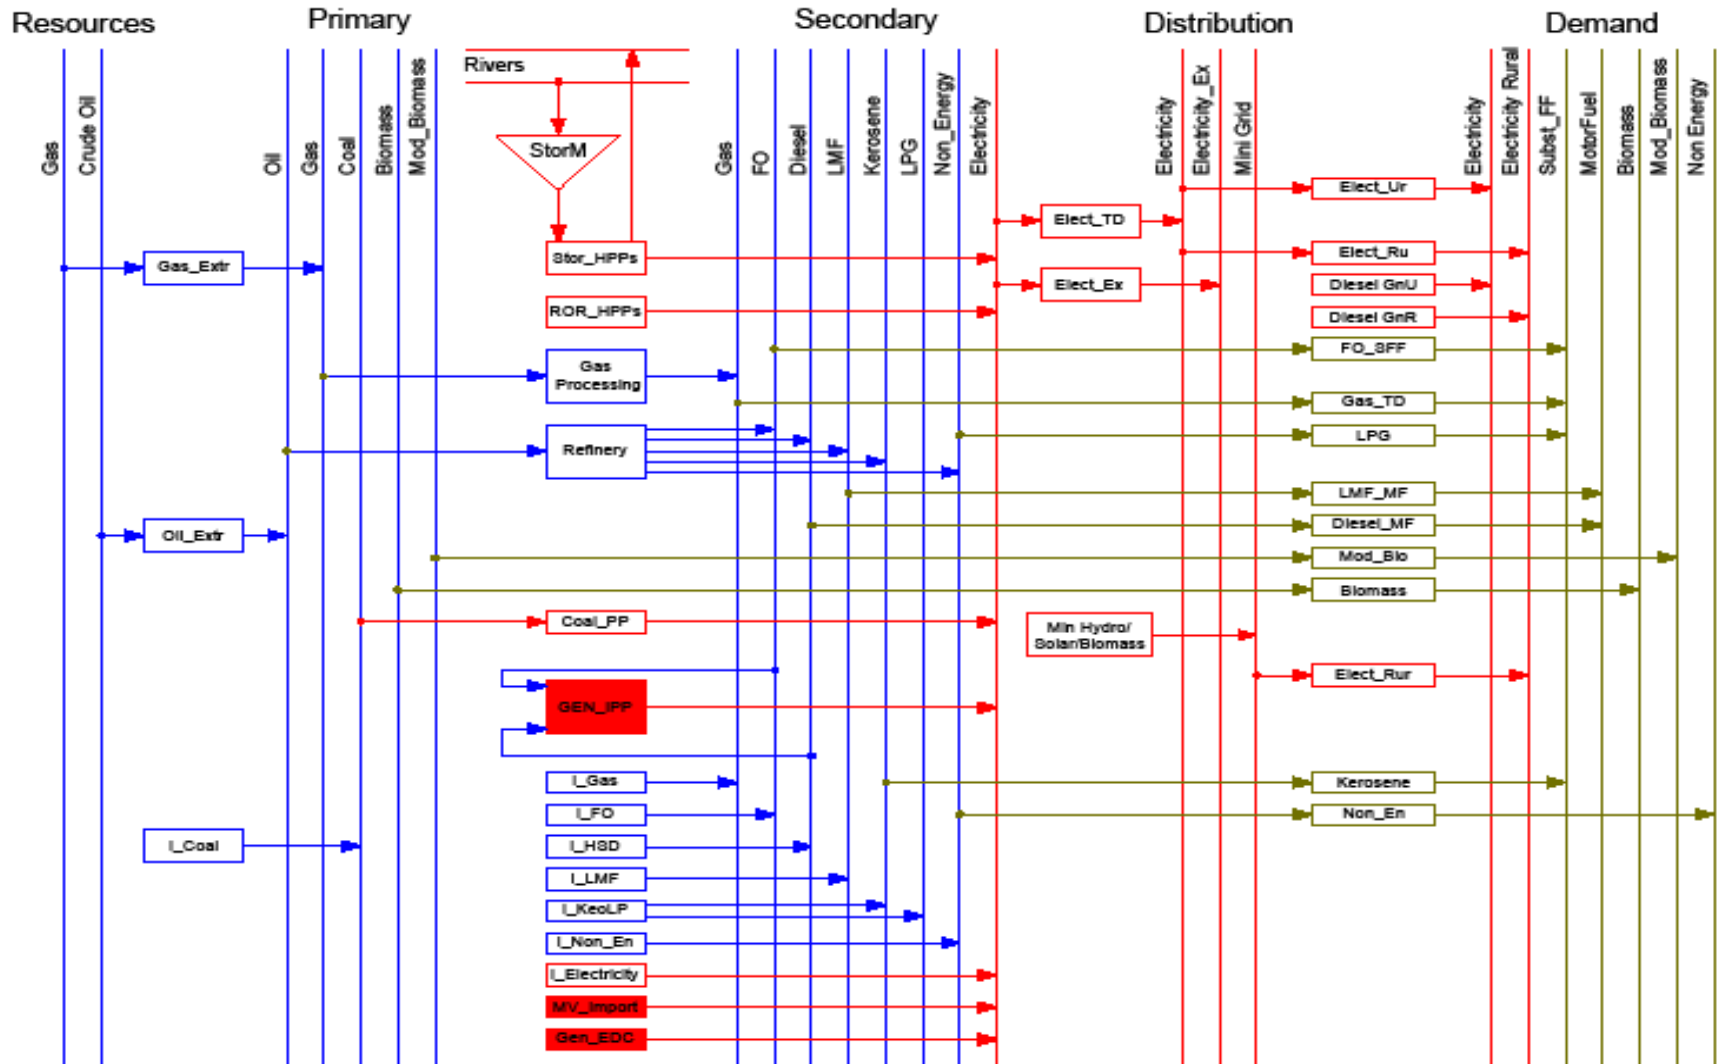 Resources
Primary
Secondary
Distribution
Demand
Gas
Crude Oil
Oil
Gas
Coal
Biomass
Mod_Biomass
Rivers
StorM
Gas
FO
Diesel
LMF
Kerosene
LPG
Non_Energy
Electricity
Electricity
Electricity_Ex
Mini Grid
Electricity
Electricity Rural
Subst_FF
MotorFuel
Biomass
Mod_Biomass
Non Energy
Elect_Ur
Elect_TD
Stor_HPPs
Elect_Ru
Gas_Extr
Elect_Ex
Diesel GnU
ROR_HPPs
Diesel GnR
FO_SFF
Gas
Processing
Gas_TD
LPG
Refinery
LMF_MF
Diesel_MF
Oil_Extr
Mod_Bio
Biomass
Coal_PP
Min Hydro/
Solar/Biomass
Elect_Rur
GEN_IPP
I_Gas
Kerosene
I_FO
Non_En
I_Coal
I_HSD
I_LMF
I_KeoLP
I_Non_En
I_Electricity
MV_Import
Gen_EDC